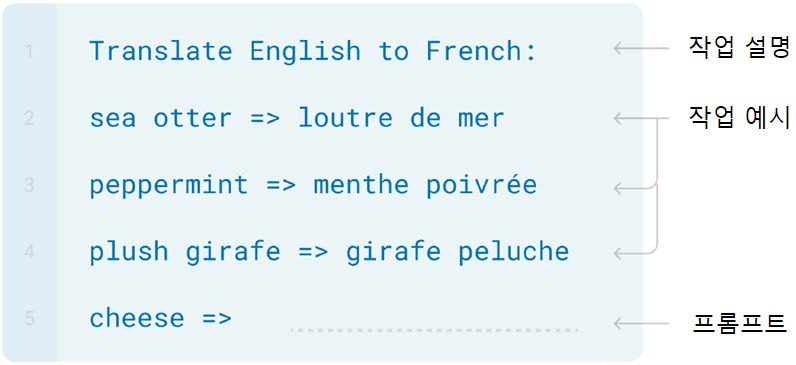 1 Translate English to French: 작업 설명
2 sea otter => loutre de mer 작업 예시
3 peppermint => menthe poivrée
4 plush girafe => girafe peluche
5 cheese => 프롬프트